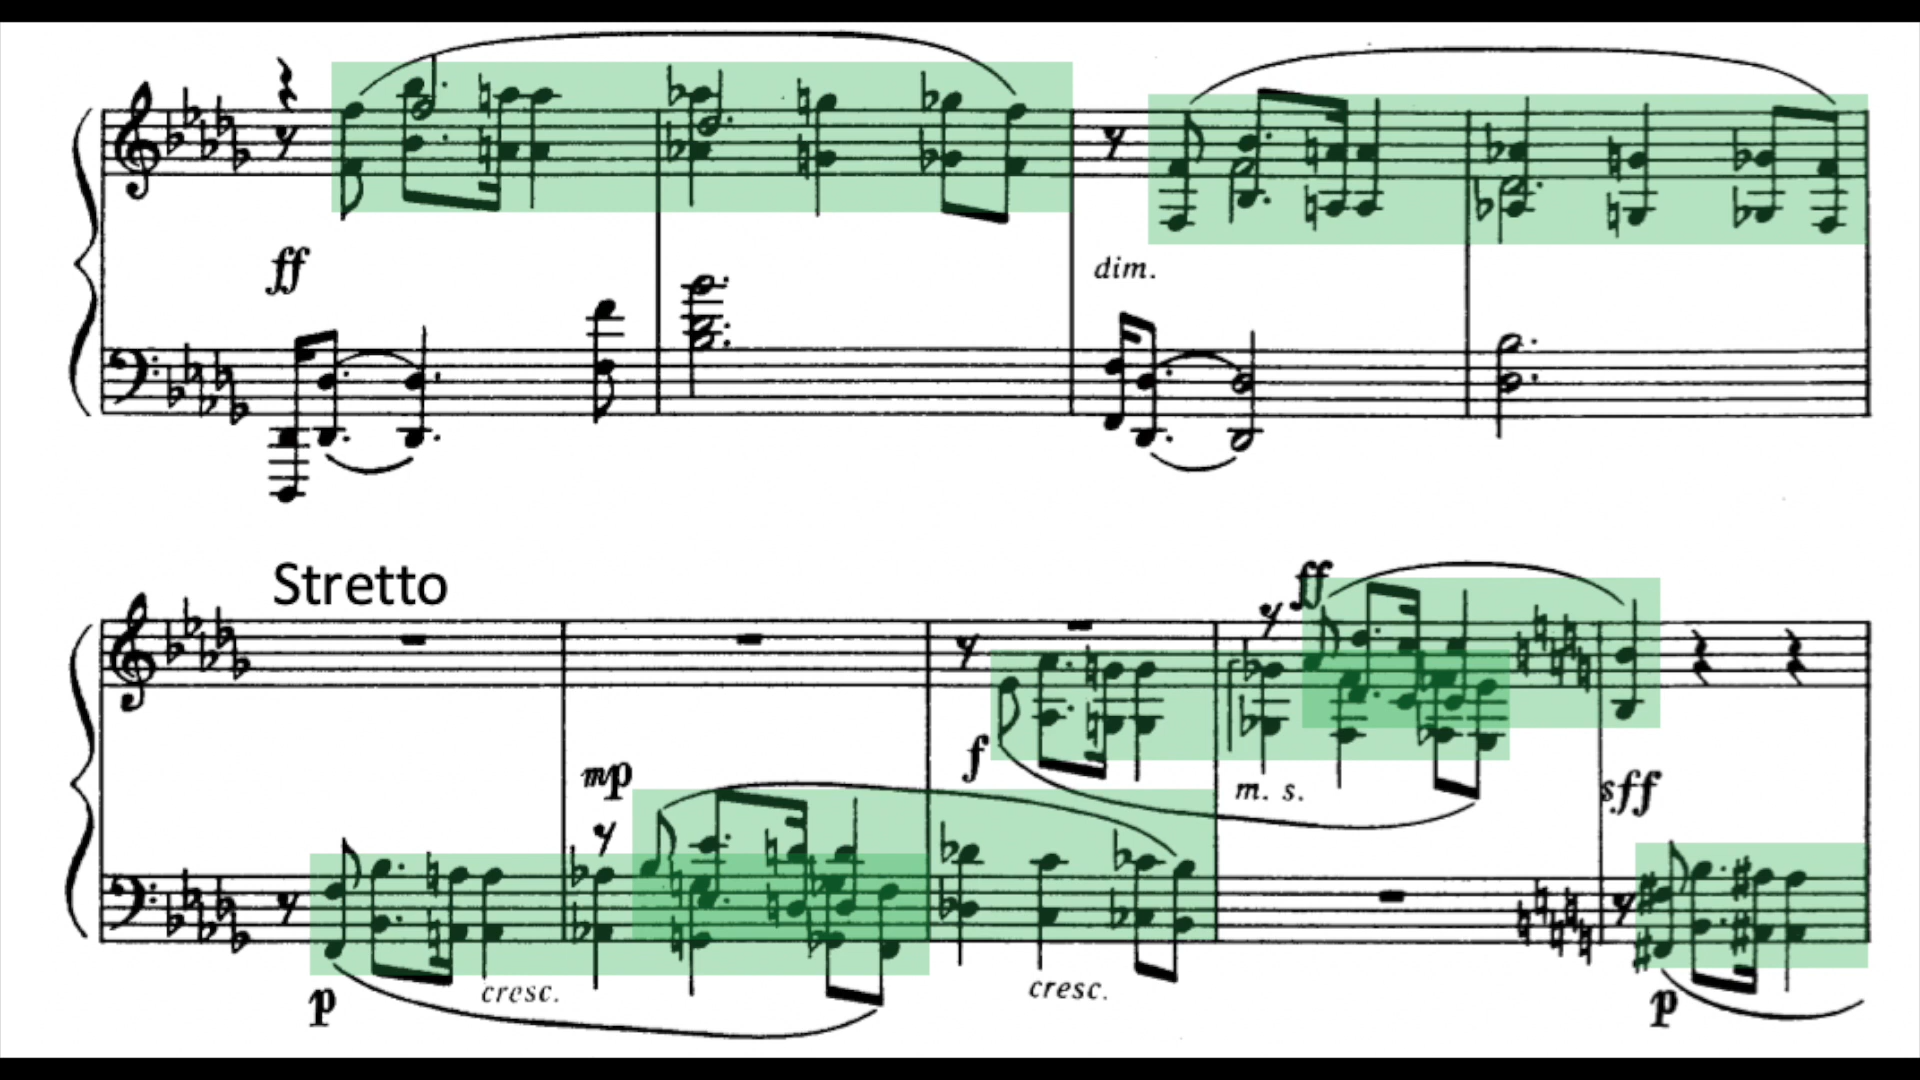 ff
dim.
Stretto
ff
mp
f
m. s.
sff
p
cresc.
cresc.
p